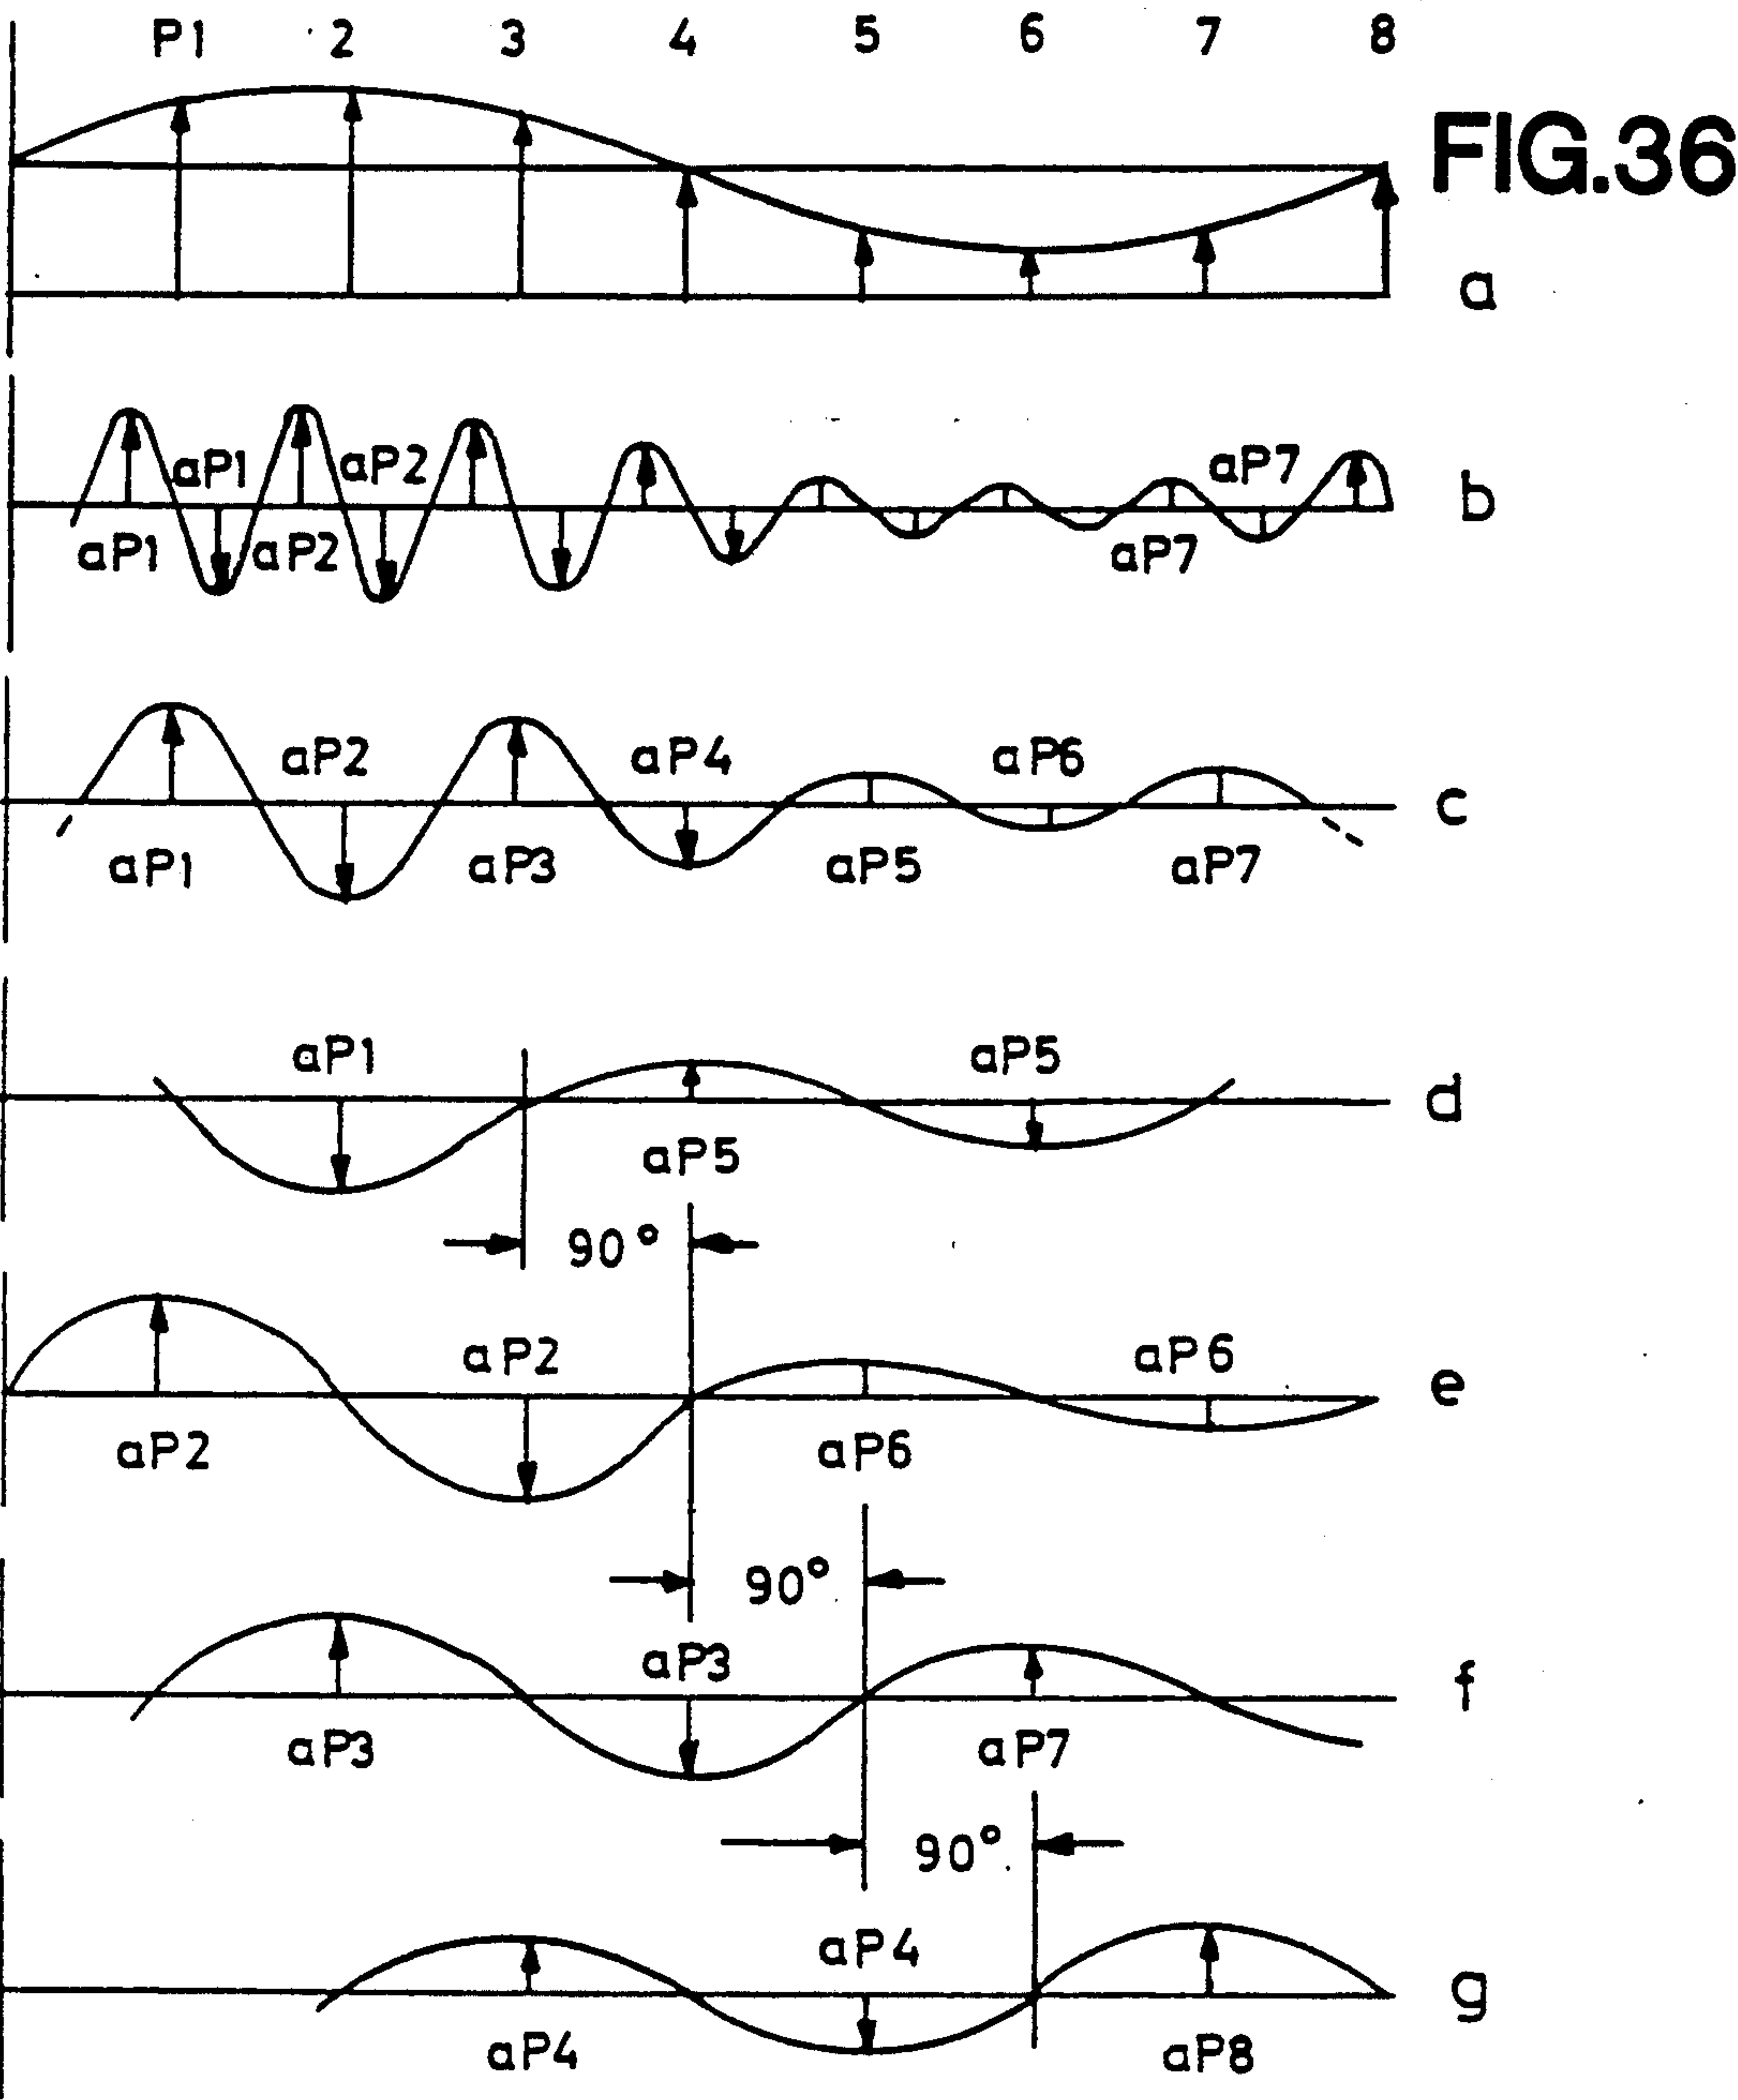 P1 2 3 4 5 6 7 8
FIG.36
a
aP1 aP2 aP7
b
aP1 aP2 aP7
aP2 aP4 aP6
c
aP1 aP3 aP5 aP7
aP1 aP5
d
aP5
90°
aP2 aP6
e
aP2 aP6
90°
aP3
f
aP3 aP7
90°
aP4
g
aP4 aP8